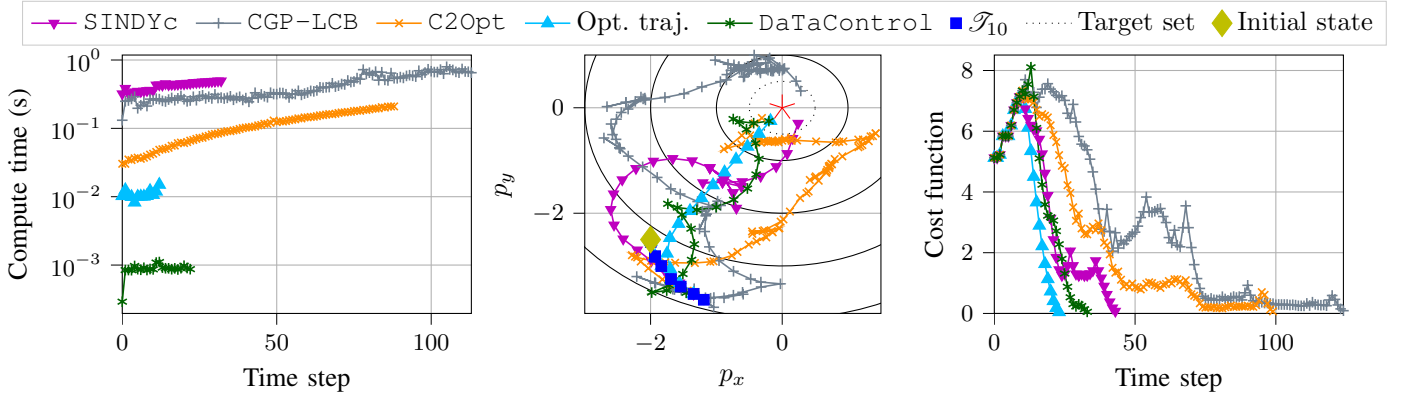 SINDYc CGP-LCB C2Opt Opt. traj. DaTaControl 𝒯10 Target set Initial state
Compute time (s)
10^0
10^-1
10^-2
10^-3
0 50 100
Time step
p_y
0
−2
−2 0
p_x
Cost function
8
6
4
2
0
0 50 100
Time step